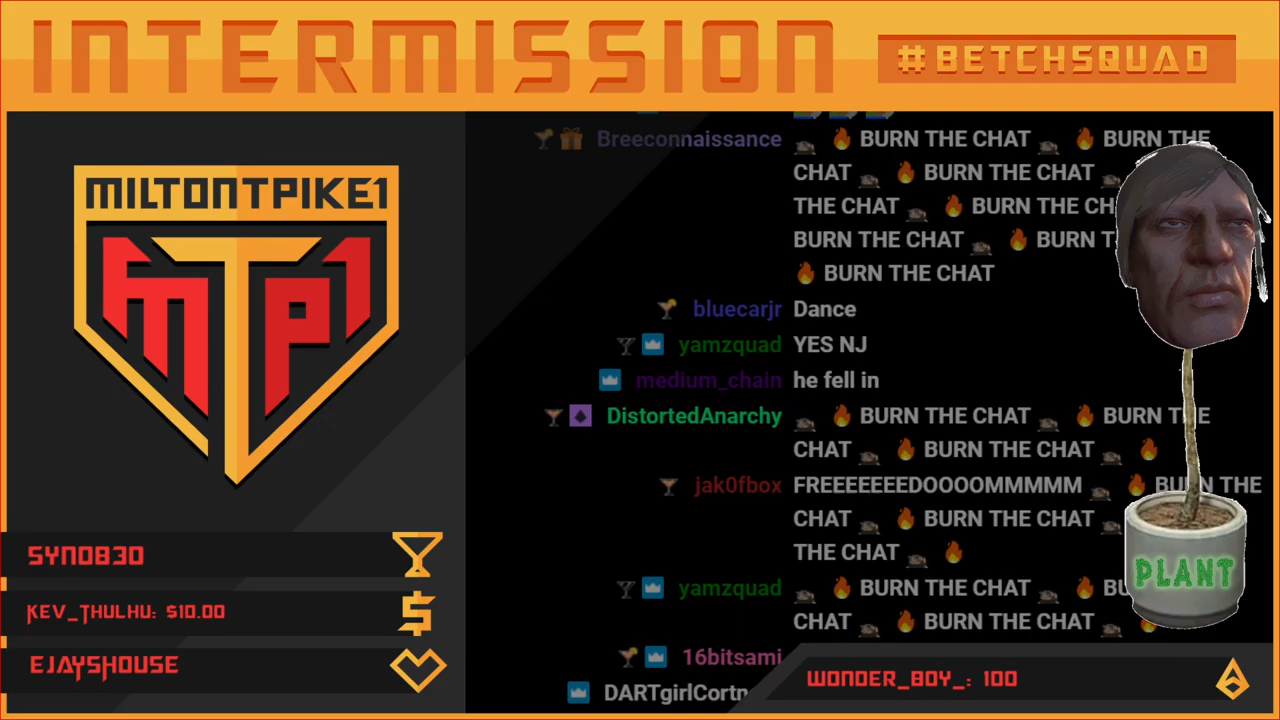 INTERMISSION
#BETCHSQUAD
MILTONTPIKE1
MTP1
SYN0830
KEV_THULHU: $10.00
EJAYSHOUSE
Breeconnaissance 🔥 BURN THE CHAT 🔥 BURN THE
CHAT 🔥 BURN THE CHAT
THE CHAT 🔥 BURN THE
BURN THE CHAT 🔥 BURN
🔥 BURN THE CHAT
bluecarjr Dance
yamzquad YES NJ
medium_chain he fell in
DistortedAnarchy 🔥 BURN THE CHAT 🔥 BURN THE
CHAT 🔥 BURN THE CHAT 🔥
jak0fbox FREEEEEEEDOOOOMMMMM 🔥 BURN THE
CHAT 🔥 BURN THE CHAT
THE CHAT 🔥
yamzquad 🔥 BURN THE CHAT 🔥
CHAT 🔥 BURN THE CHAT 🔥
16bitsami
DARTgirlCortn
PLANT
WONDER_BOY_: 100